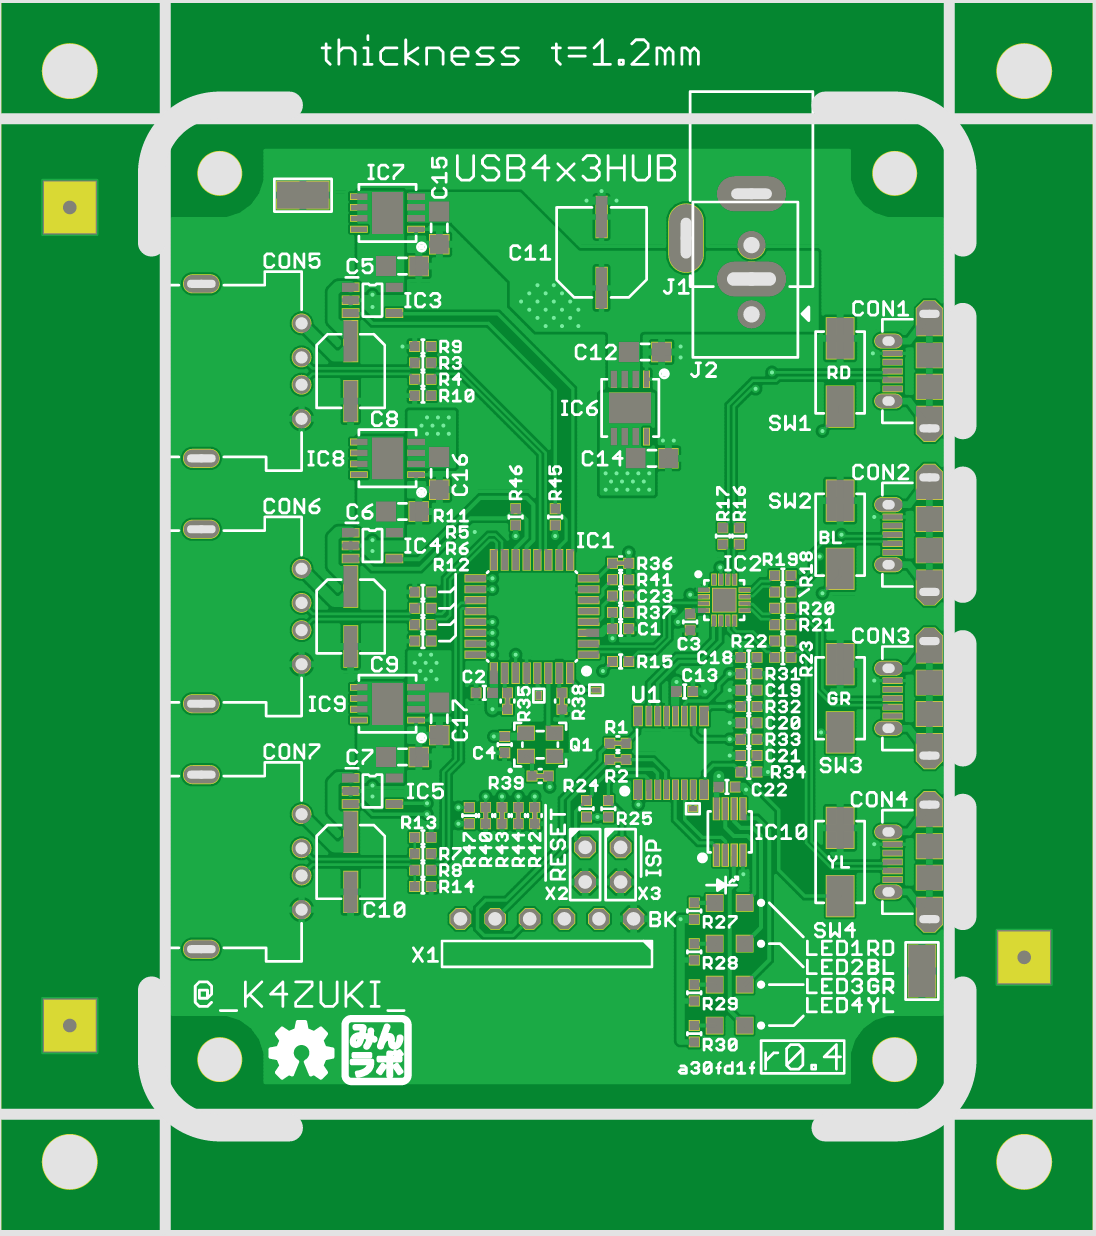 thickness t=1.2mm
USB4x3HUB
IC7
C15
CON5
C5
IC3
C11
J1
J2
R9
R3
R4
R10
C12
IC6
C14
CON1
RD
SW1
C8
IC8
C16
CON6
C6
R11
R5
IC4
R6
R12
R46
R45
IC1
R17
R16
SW2
CON2
BL
R36
R41
C23
R37
C1
R15
IC2
C3
R19
R18
R20
R21
R22
R23
C18
R31
C19
R32
C20
R33
C21
R34
C13
C22
U1
CON3
GR
SW3
C9
IC9
C17
C2
R35
R38
C4
Q1
R39
R1
R2
R24
R25
CON7
C7
IC5
R13
R7
R8
R14
C10
R47
R40
R43
R44
R42
RESET
ISP
X2
X3
BK
X1
IC10
CON4
YL
SW4
R27
R28
R29
R30
LED1RD
LED2BL
LED3GR
LED4YL
@_K4ZUKI_
みん
ラボ
a30fd1f
r0.4